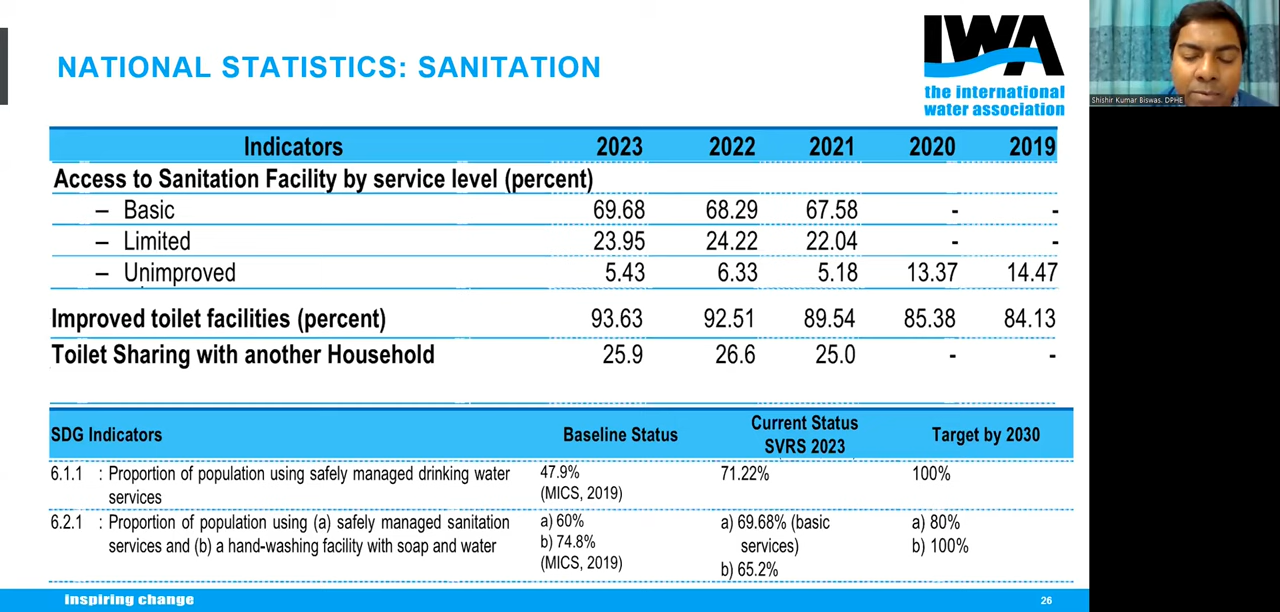 NATIONAL STATISTICS: SANITATION
IWA
the international
water association
Shishir Kumar Biswas. DPHE
Indicators 2023 2022 2021 2020 2019
Access to Sanitation Facility by service level (percent)
– Basic 69.68 68.29 67.58 - -
– Limited 23.95 24.22 22.04 - -
– Unimproved 5.43 6.33 5.18 13.37 14.47
Improved toilet facilities (percent) 93.63 92.51 89.54 85.38 84.13
Toilet Sharing with another Household 25.9 26.6 25.0 - -
SDG Indicators Baseline Status Current Status SVRS 2023 Target by 2030
6.1.1 : Proportion of population using safely managed drinking water 47.9% 71.22% 100%
services (MICS, 2019)
6.2.1 : Proportion of population using (a) safely managed sanitation a) 60% a) 69.68% (basic a) 80%
services and (b) a hand-washing facility with soap and water b) 74.8% services) b) 100%
(MICS, 2019) b) 65.2%
inspiring change 26